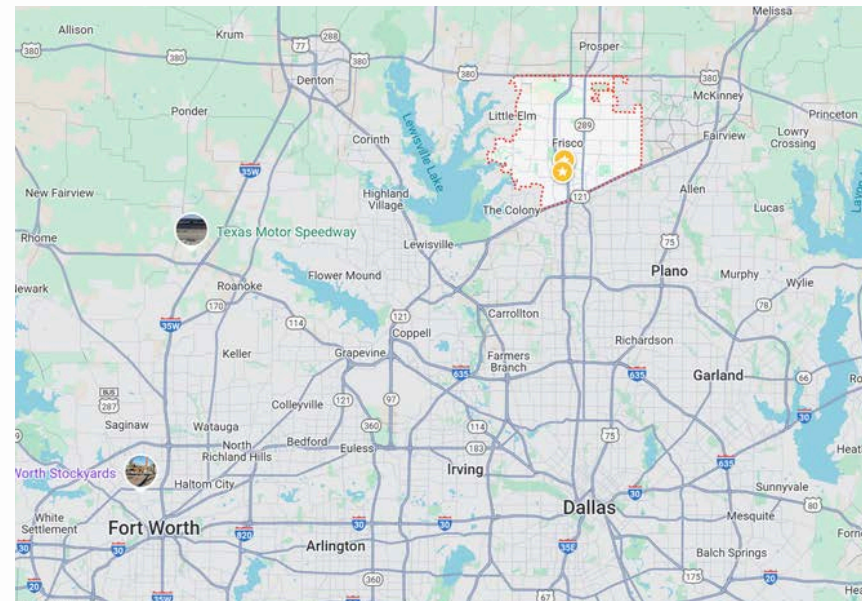 Melissa
Allison
Krum
288
380
77
380
Prosper
380
380
Denton
McKinney
Ponder
Little Elm
289
Princeton
Corinth
Lewisville Lake
Frisco
Fairview
Lowry
Crossing
35W
New Fairview
Highland
Village
121
Allen
The Colony
Lucas
Texas Motor Speedway
Rhome
Lewisville
75
Flower Mound
Plano
Murphy
Wylie
Roanoke
170
78
35W
114
121
Carrollton
Coppell
Richardson
Keller
Grapevine
Farmers
Branch
635
635
Garland
66
BUS
287
121
97
Colleyville
30
Saginaw
Watauga
360
114
75
North
Richland Hills
Bedford
Euless
183
Irving
635
Worth Stockyards
Haltom City
Sunnyvale
30
Dallas
80
White
Settlement
Fort Worth
30
30
Mesquite
30
30
820
Arlington
35E
Balch Springs
20
360
175
20
35W
67